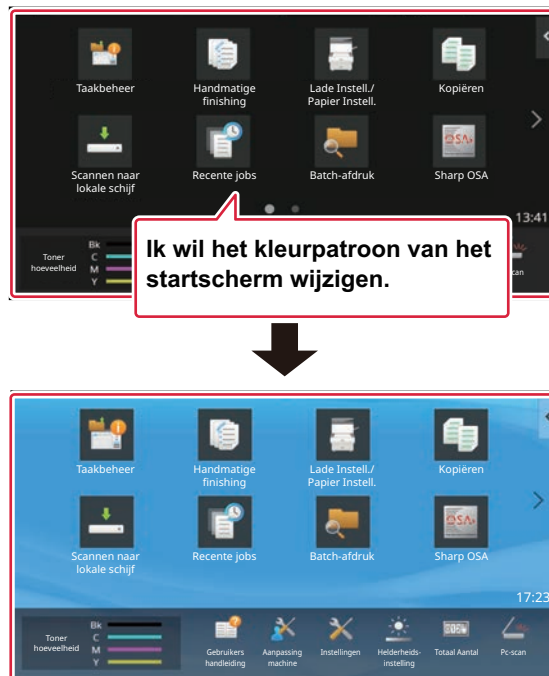 Taakbeheer
Handmatige
finishing
Lade Instell./
Papier Instell.
Kopiëren
Scannen naar
lokale schijf
Recente jobs
Batch-afdruk
Sharp OSA
13:41
Toner
hoeveelheid
Bk
C
M
Y
Ik wil het kleurpatroon van het
startscherm wijzigen.
Taakbeheer
Handmatige
finishing
Lade Instell./
Papier Instell.
Kopiëren
Scannen naar
lokale schijf
Recente jobs
Batch-afdruk
Sharp OSA
17:23
Toner
hoeveelheid
Bk
C
M
Y
Gebruikers
handleiding
Aanpassing
machine
Instellingen
Helderheids-
instelling
Totaal Aantal
Pc-scan